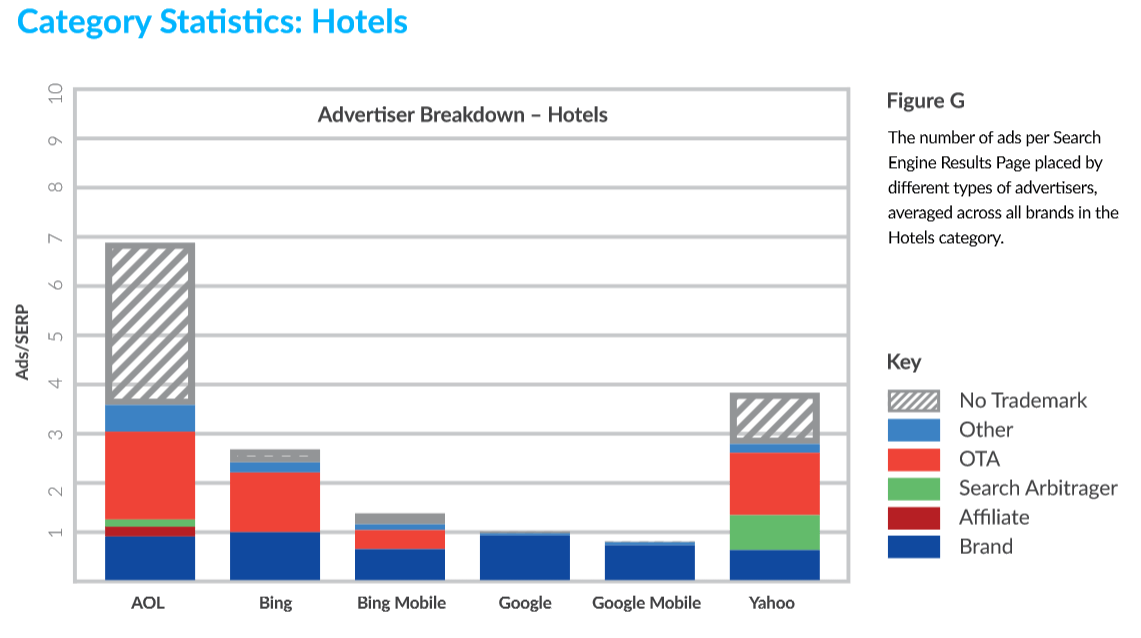 Category Statistics: Hotels
Advertiser Breakdown – Hotels
10
9
8
7
6
5
4
3
2
1
Ads/SERP
AOL
Bing
Bing Mobile
Google
Google Mobile
Yahoo
Figure G
The number of ads per Search
Engine Results Page placed by
different types of advertisers,
averaged across all brands in the
Hotels category.
Key
No Trademark
Other
OTA
Search Arbitrager
Affiliate
Brand